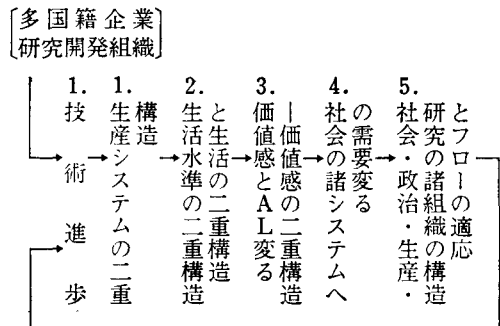 多国籍企業
研究開発組織
1.
技術進歩
1.
生産システムの二重
構造
2.
生活水準の二重構造
と生活の二重構造
3.
価値感とAL変る
ー価値感の二重構造
4.
社会の諸システムへ
の需要変る
5.
社会・政治・生産・
研究の諸組織の構造
とフローの適応